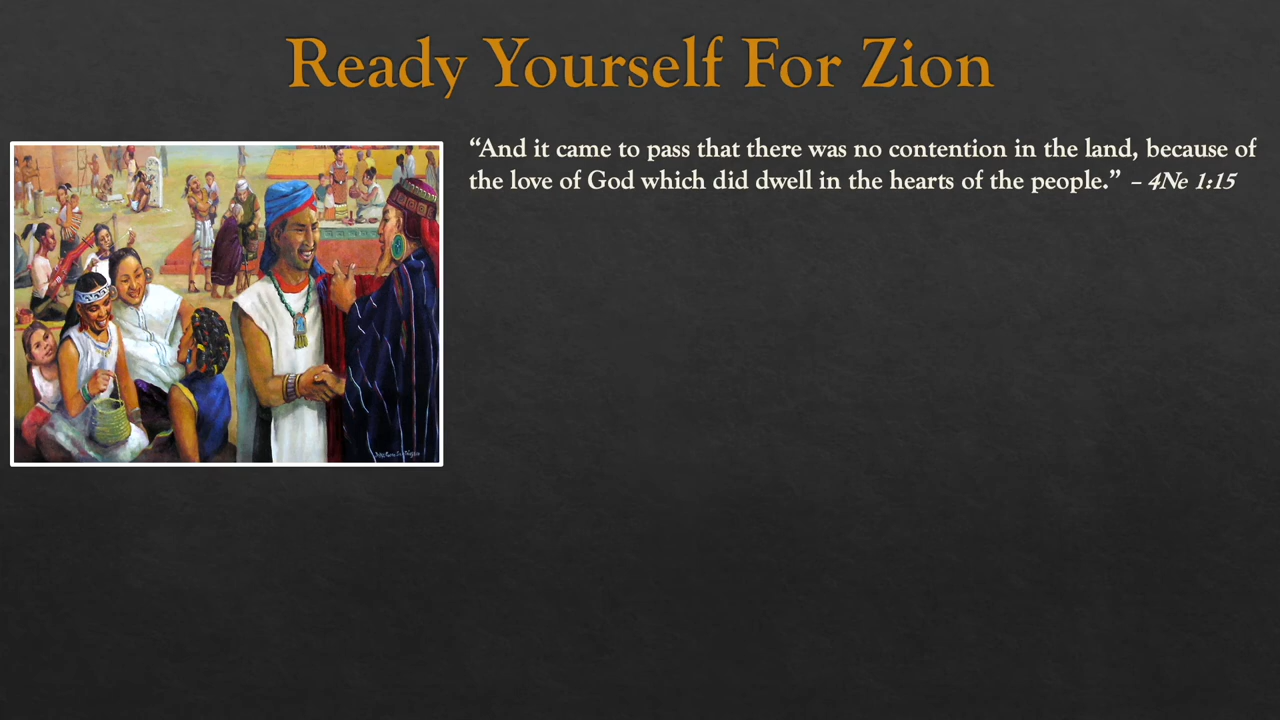 Ready Yourself For Zion
“And it came to pass that there was no contention in the land, because of
the love of God which did dwell in the hearts of the people.” – 4Ne 1:15